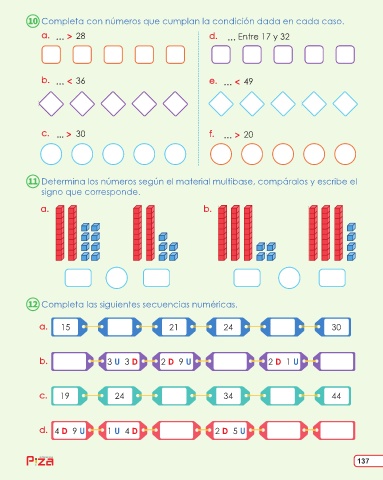 10 Completa con números que cumplan la condición dada en cada caso.
a. ... > 28
d. ... Entre 17 y 32
b. ... < 36
e. ... < 49
c. ... > 30
f. ... > 20
11 Determina los números según el material multibase, compáralos y escribe el
signo que corresponde.
a.
b.
12 Completa las siguientes secuencias numéricas.
a. 15 21 24 30
b. 3 U 3 D 2 D 9 U 2 D 1 U
c. 19 24 34 44
d. 4 D 9 U 1 U 4 D 2 D 5 U
P:za
137